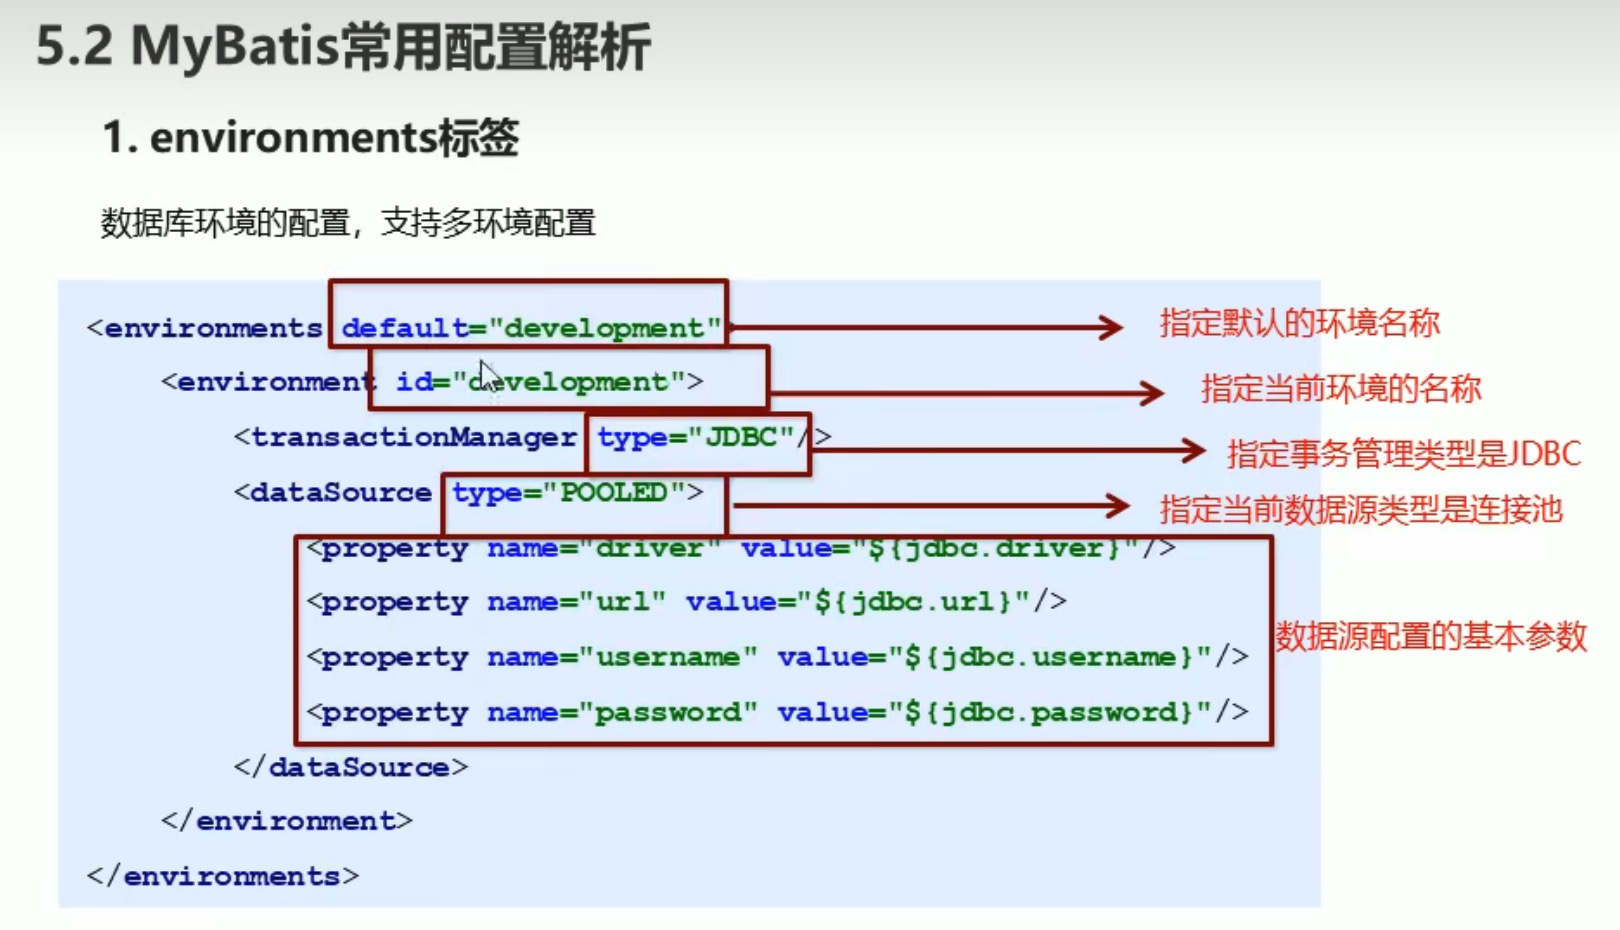 5.2 MyBatis常用配置解析
1. environments标签
数据库环境的配置，支持多环境配置
<environments default="development">
指定默认的环境名称
<environment id="development">
指定当前环境的名称
<transactionManager type="JDBC"/>
指定事务管理类型是JDBC
<dataSource type="POOLED">
指定当前数据源类型是连接池
<property name="driver" value="${jdbc.driver}"/>
<property name="url" value="${jdbc.url}"/>
数据源配置的基本参数
<property name="username" value="${jdbc.username}"/>
<property name="password" value="${jdbc.password}"/>
</dataSource>
</environment>
</environments>